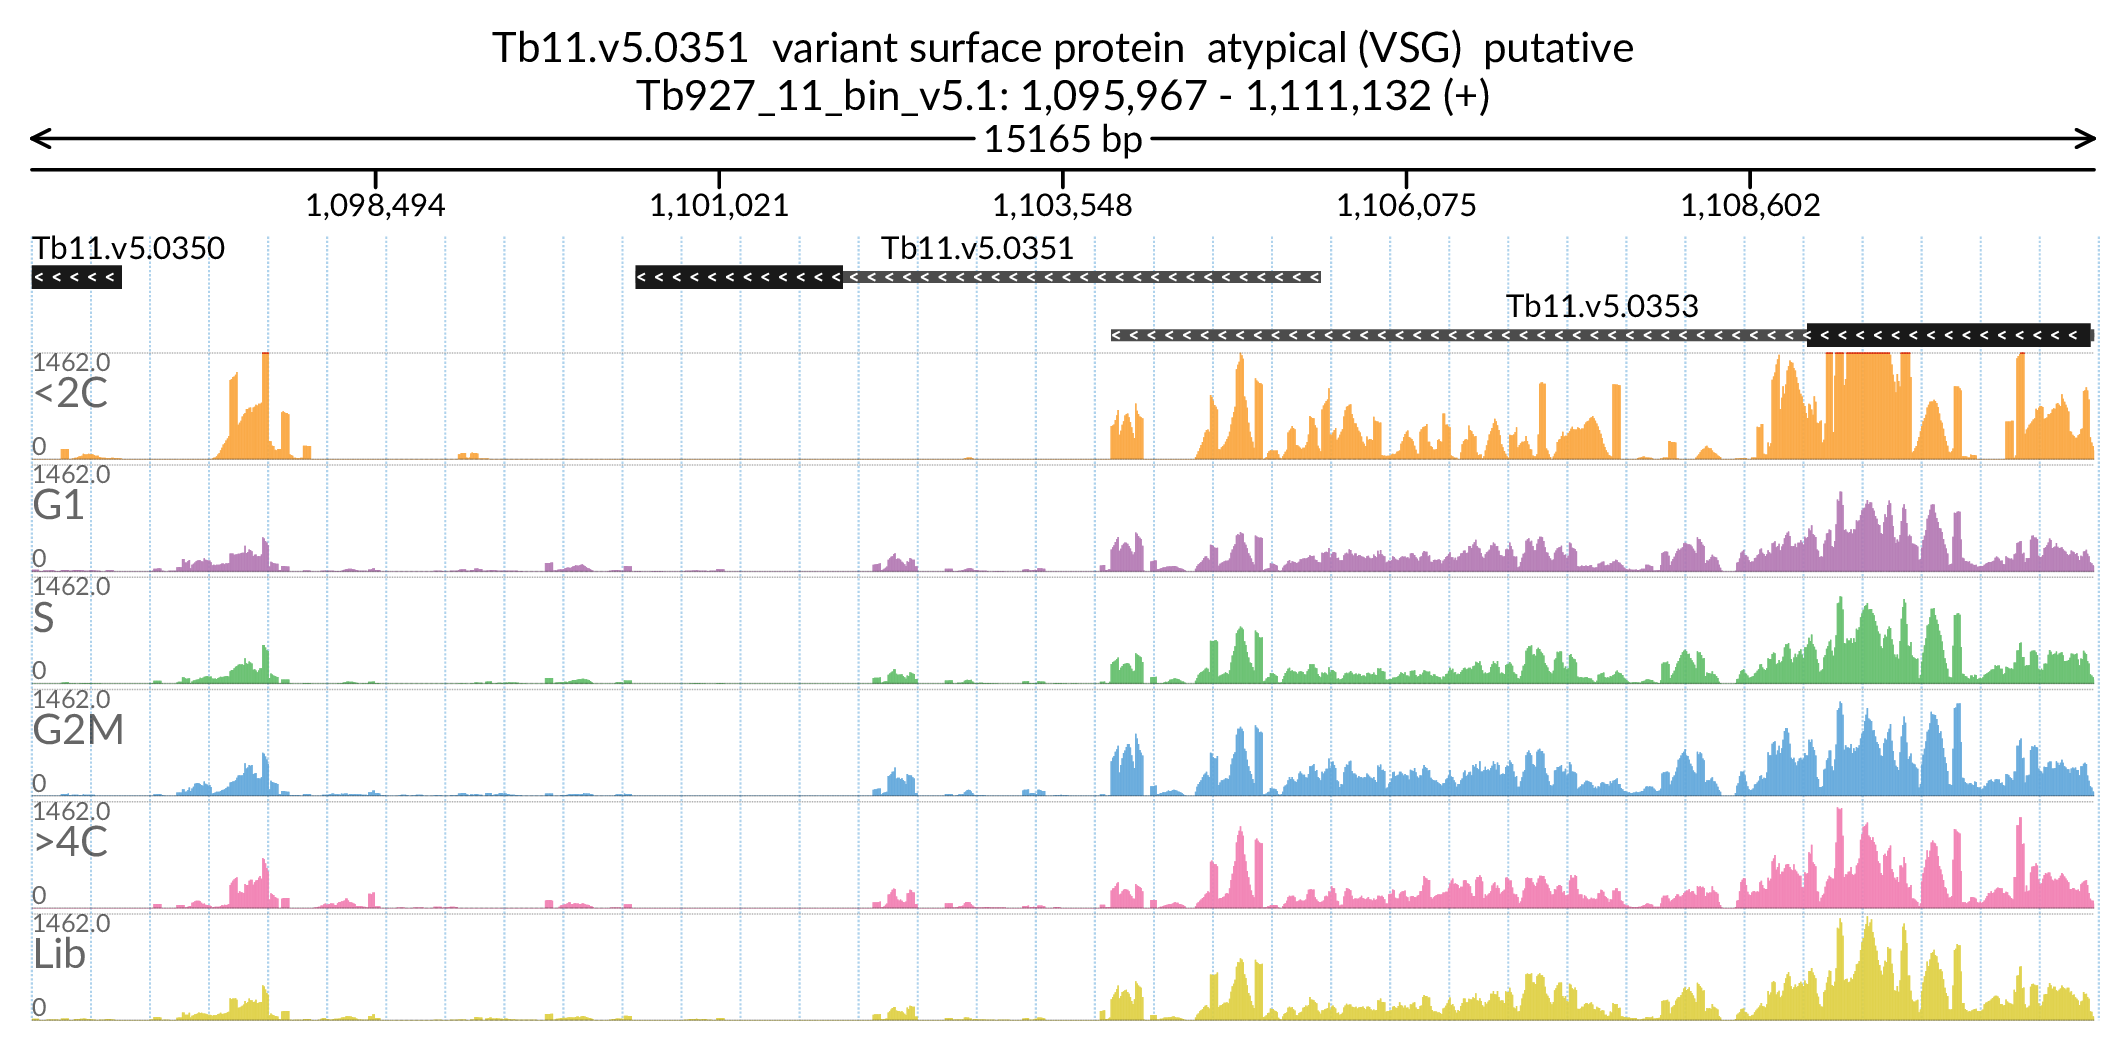 Tb11.v5.0351 variant surface protein atypical (VSG) putative
Tb927_11_bin_v5.1: 1,095,967 - 1,111,132 (+)
15165 bp
1,098,494 1,101,021 1,103,548 1,106,075 1,108,602
Tb11.v5.0350 Tb11.v5.0351
Tb11.v5.0353
1462.0
<2C
0
1462.0
G1
0
1462.0
S
0
1462.0
G2M
0
1462.0
>4C
0
1462.0
Lib
0